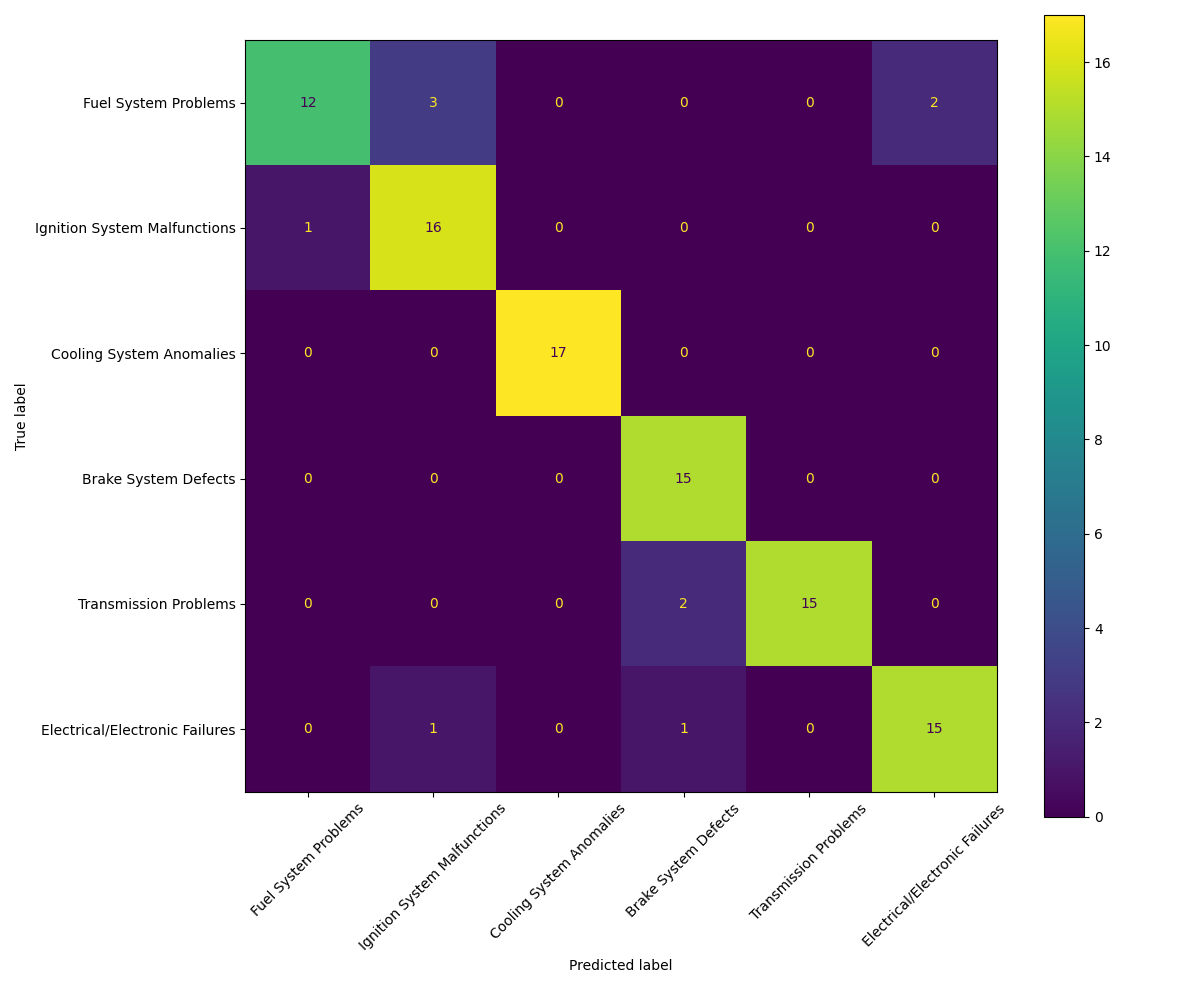 Fuel System Problems 12 3 0 0 0 2
Ignition System Malfunctions 1 16 0 0 0 0
Cooling System Anomalies 0 0 17 0 0 0
Brake System Defects 0 0 0 15 0 0
Transmission Problems 0 0 0 2 15 0
Electrical/Electronic Failures 0 1 0 1 0 15
True label
Fuel System Problems
Ignition System Malfunctions
Cooling System Anomalies
Brake System Defects
Transmission Problems
Electrical/Electronic Failures
Predicted label
16
14
12
10
8
6
4
2
0